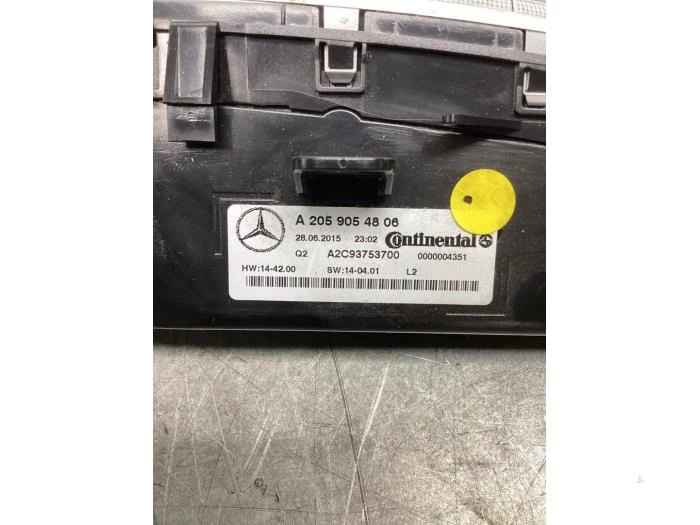 A 205 905 48 06
28.06.2015 23:02 Continental
Q2 A2C93753700 0000004351
HW:14-42.00 SW:14-04.01 L2